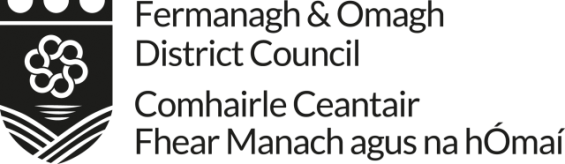 Fermanagh & Omagh
District Council
Comhairle Ceantair
Fhear Manach agus na hÓmaí